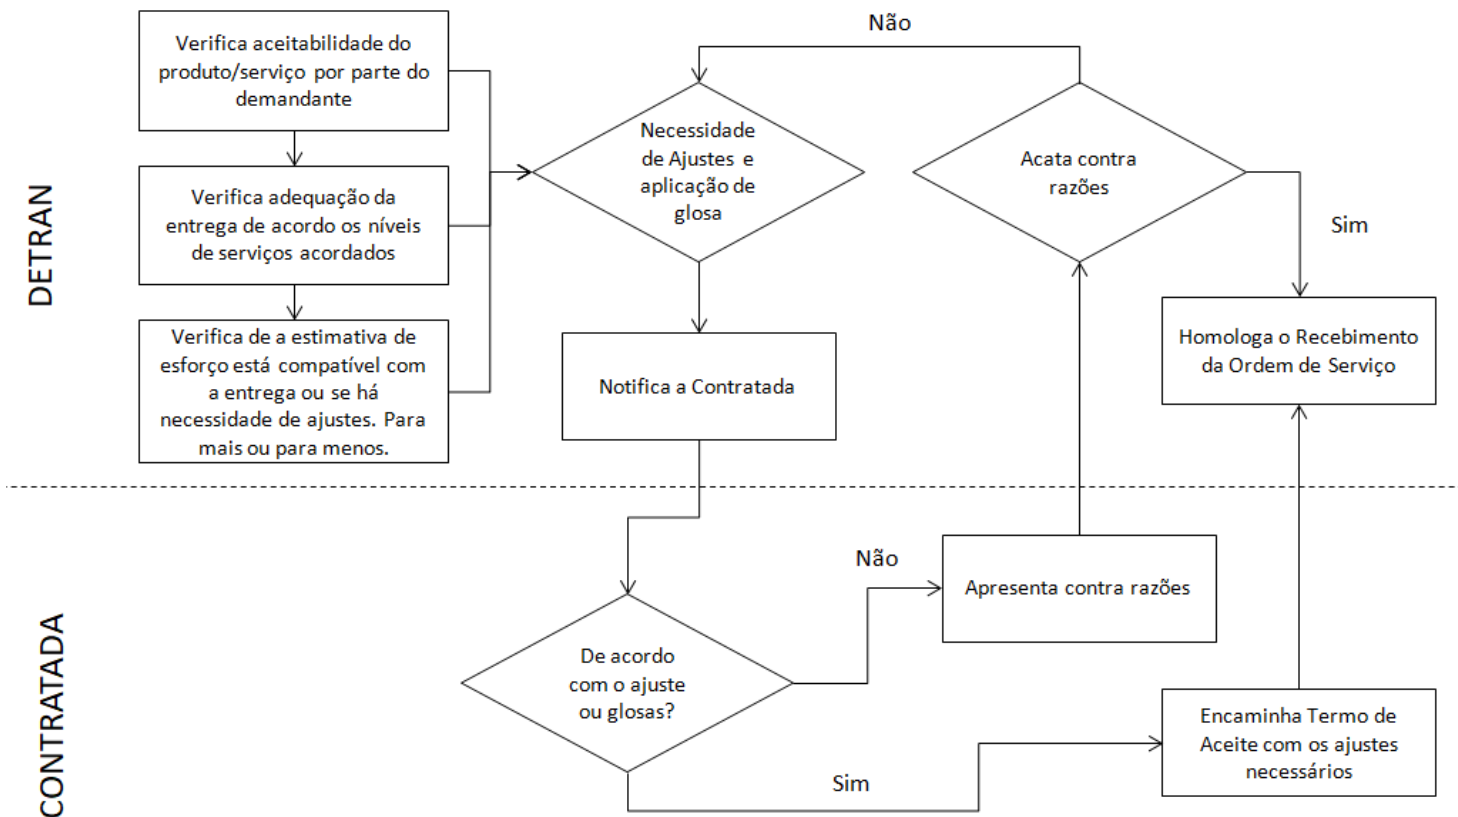 DETRAN
Verifica aceitabilidade do
produto/serviço por parte do
demandante
Verifica adequação da
entrega de acordo os níveis
de serviços acordados
Verifica de a estimativa de
esforço está compatível com
a entrega ou se há
necessidade de ajustes. Para
mais ou para menos.
Necessidade
de Ajustes e
aplicação de
glosa
Não
Acata contra
razões
Sim
Notifica a Contratada
Homologa o Recebimento
da Ordem de Serviço
CONTRATADA
De acordo
com o ajuste
ou glosas?
Não
Apresenta contra razões
Sim
Encaminha Termo de
Aceite com os ajustes
necessários